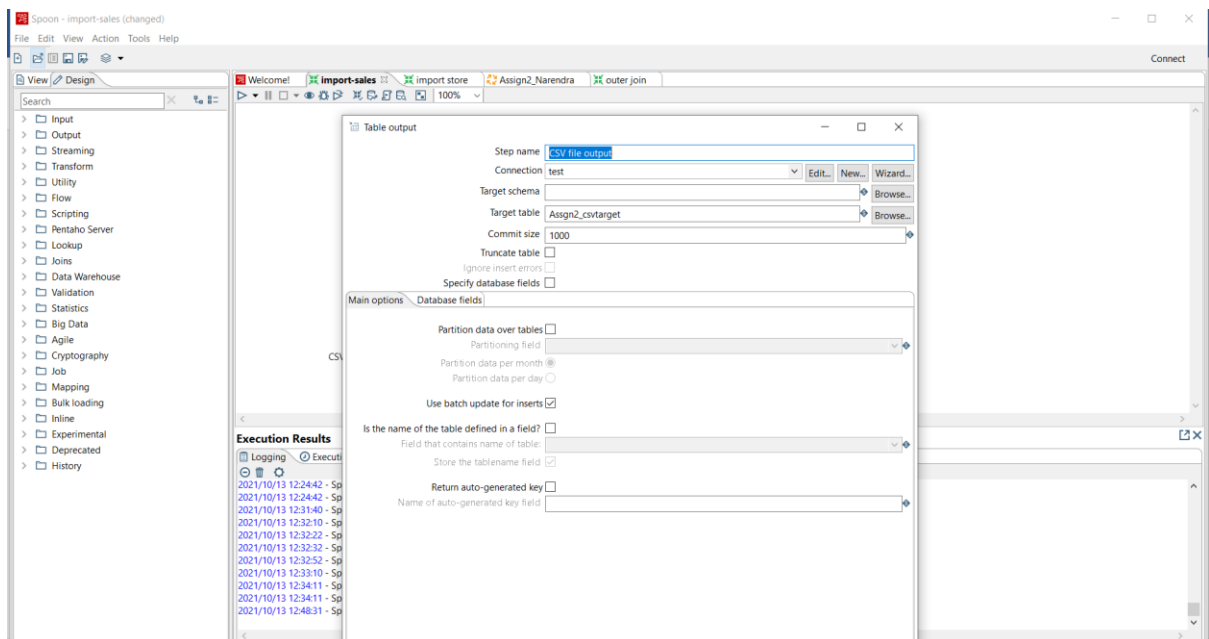 Spoon - import-sales (changed)
File Edit View Action Tools Help
Connect
View Design
Welcome! import-sales import store Assign2_Narendra outer join
Search
100%
Input
Output
Streaming
Transform
Utility
Flow
Scripting
Pentaho Server
Lookup
Joins
Data Warehouse
Validation
Statistics
Big Data
Agile
Cryptography
Job
Mapping
Bulk loading
Inline
Experimental
Deprecated
History
CSV
Table output
Step name CSV file output
Connection test Edit... New... Wizard...
Target schema Browse...
Target table Assgn2_csvtarget Browse...
Commit size 1000
Truncate table
Ignore insert errors
Specify database fields
Main options Database fields
Partition data over tables
Partitioning field
Partition data per month
Partition data per day
Use batch update for inserts
Is the name of the table defined in a field?
Field that contains name of table:
Store the tablename field
Return auto-generated key
Name of auto-generated key field
Execution Results
Logging Executi
2021/10/13 12:24:42 - Sp
2021/10/13 12:24:42 - Sp
2021/10/13 12:31:40 - Sp
2021/10/13 12:32:10 - Sp
2021/10/13 12:32:22 - Sp
2021/10/13 12:32:32 - Sp
2021/10/13 12:32:52 - Sp
2021/10/13 12:33:10 - Sp
2021/10/13 12:34:11 - Sp
2021/10/13 12:34:11 - Sp
2021/10/13 12:48:31 - Sp